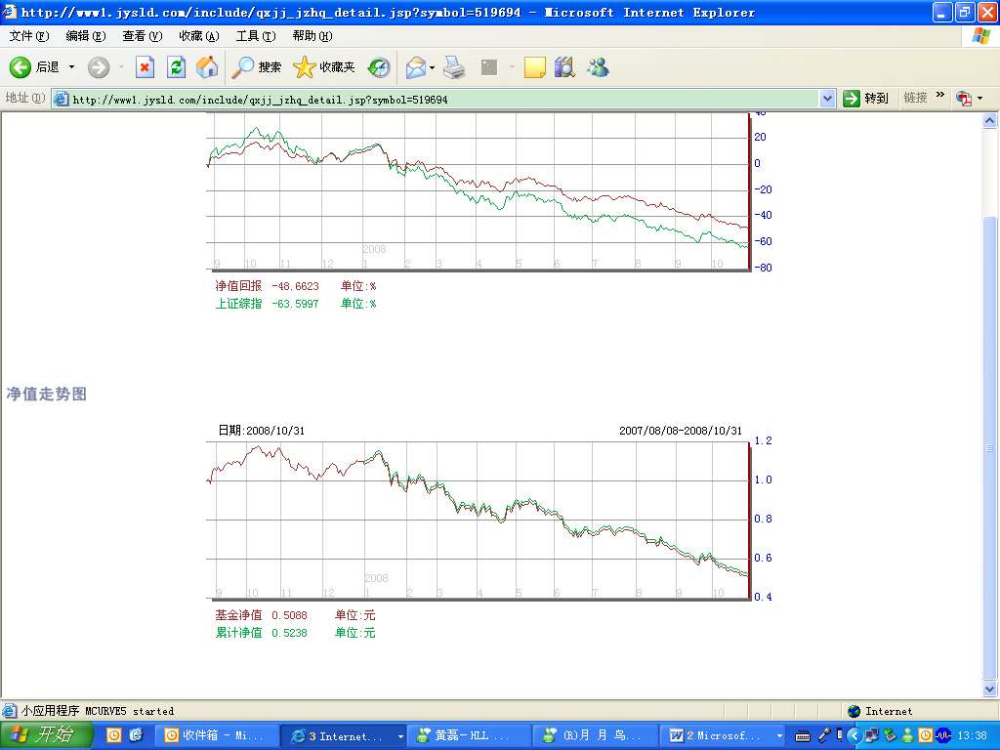 http://www1.jysld.com/include/qxjj_jzhq_detail.jsp?symbol=519694 - Microsoft Internet Explorer
文件(F) 编辑(E) 查看(V) 收藏(A) 工具(T) 帮助(H)
后退 搜索 收藏夹
地址(D) http://www1.jysld.com/include/qxjj_jzhq_detail.jsp?symbol=519694 转到 链接 »
40
20
0
-20
-40
-60
-80
2008
9 10 11 12 1 2 3 4 5 6 7 8 9 10
净值回报 -48.6623 单位:%
上证综指 -63.5997 单位:%
净值走势图
日期:2008/10/31 2007/08/08-2008/10/31
1.2
1.0
0.8
0.6
0.4
2008
9 10 11 12 1 2 3 4 5 6 7 8 9 10
基金净值 0.5088 单位:元
累计净值 0.5238 单位:元
小应用程序 MCURVE5 started Internet
开始 收件箱 - Mi... 3 Internet... 黄磊-HLL ... (R)月 月 鸟... 2 Microsof... 13:38